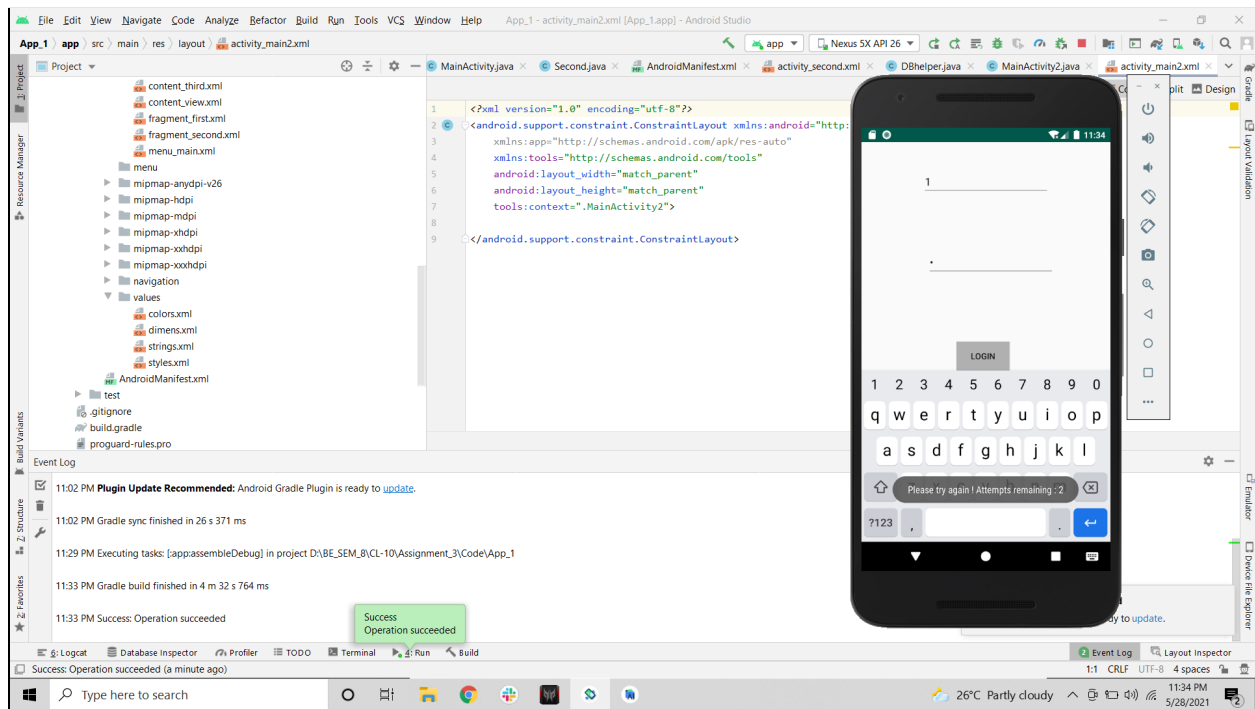 File Edit View Navigate Code Analyze Refactor Build Run Tools VCS Window Help App_1 - activity_main2.xml [App_1.app] - Android Studio
App_1 app src main res layout activity_main2.xml
app Nexus 5X API 26
Project
MainActivity.java Second.java AndroidManifest.xml activity_second.xml DBhelper.java MainActivity2.java activity_main2.xml
1: Project
Resource Manager
Build Variants
Z: Structure
2: Favorites
content_third.xml
content_view.xml
fragment_first.xml
fragment_second.xml
menu_main.xml
menu
mipmap-anydpi-v26
mipmap-hdpi
mipmap-mdpi
mipmap-xhdpi
mipmap-xxhdpi
mipmap-xxxhdpi
navigation
values
colors.xml
dimens.xml
strings.xml
styles.xml
AndroidManifest.xml
test
.gitignore
build.gradle
proguard-rules.pro
Design
1 <?xml version="1.0" encoding="utf-8"?>
2 <android.support.constraint.ConstraintLayout xmlns:android="http:
3 xmlns:app="http://schemas.android.com/apk/res-auto"
4 xmlns:tools="http://schemas.android.com/tools"
5 android:layout_width="match_parent"
6 android:layout_height="match_parent"
7 tools:context=".MainActivity2">
8
9 </android.support.constraint.ConstraintLayout>
11:34
1
LOGIN
1 2 3 4 5 6 7 8 9 0
q w e r t y u i o p
a s d f g h j k l
Please try again ! Attempts remaining : 2
?123 , .
Gradle
Layout Validation
Emulator
Device File Explorer
Event Log
11:02 PM Plugin Update Recommended: Android Gradle Plugin is ready to update.
11:02 PM Gradle sync finished in 26 s 371 ms
11:29 PM Executing tasks: [:app:assembleDebug] in project D:\BE_SEM_8\CL-10\Assignment_3\Code\App_1
11:33 PM Gradle build finished in 4 m 32 s 764 ms
11:33 PM Success: Operation succeeded
Success
Operation succeeded
to update.
6: Logcat Database Inspector Profiler TODO Terminal 4: Run Build 2 Event Log Layout Inspector
Success: Operation succeeded (a minute ago) 1:1 CRLF UTF-8 4 spaces
Type here to search 26°C Partly cloudy 11:34 PM
5/28/2021
2